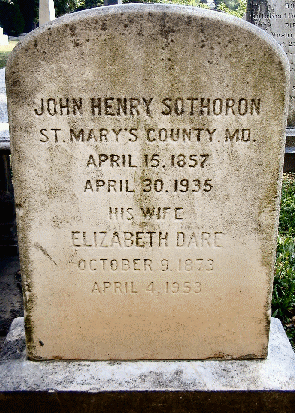 JOHN HENRY SOTHORON
ST. MARY'S COUNTY, MD.
APRIL 15, 1857
APRIL 30, 1935
HIS WIFE
ELIZABETH DARE
OCTOBER 9, 1873
APRIL 4, 1953